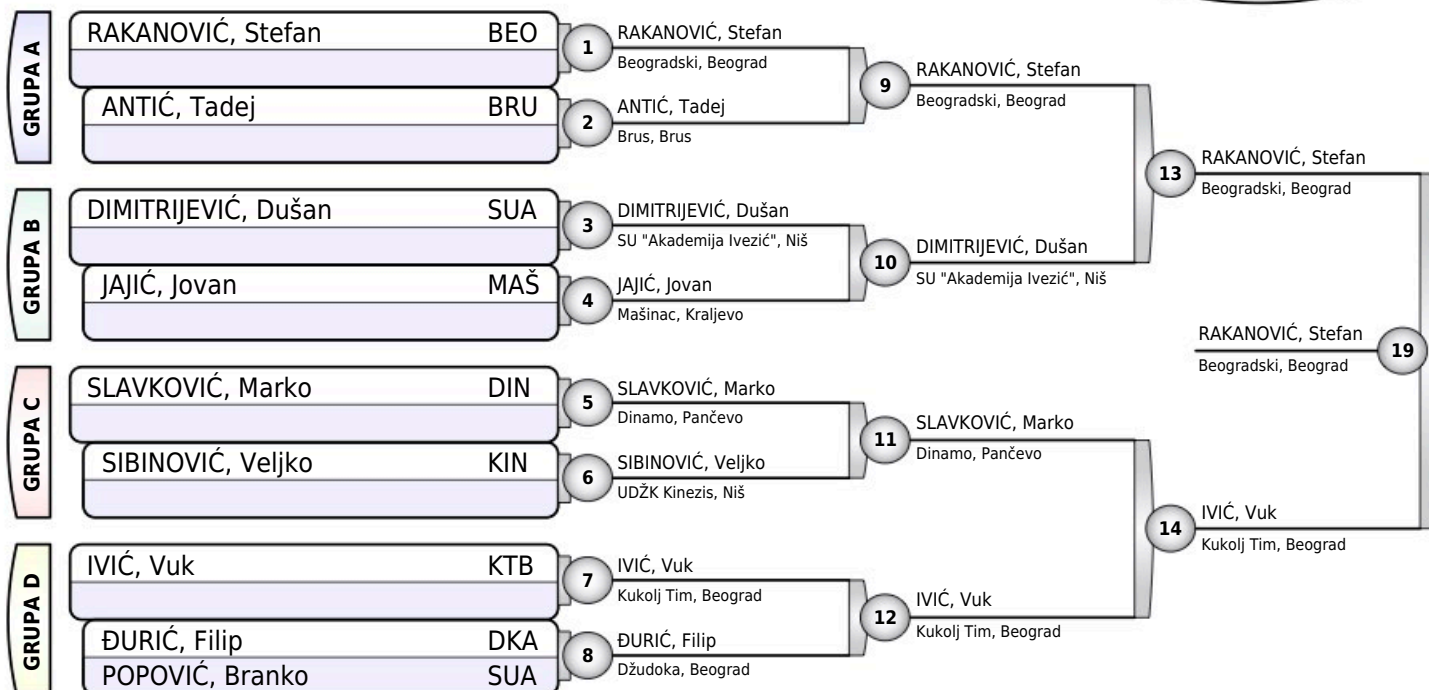 GRUPA A
RAKANOVIĆ, Stefan BEO
ANTIĆ, Tadej BRU
1
RAKANOVIĆ, Stefan
Beogradski, Beograd
2
ANTIĆ, Tadej
Brus, Brus
9
RAKANOVIĆ, Stefan
Beogradski, Beograd
GRUPA B
DIMITRIJEVIĆ, Dušan SUA
JAJIĆ, Jovan MAŠ
3
DIMITRIJEVIĆ, Dušan
SU "Akademija Ivezić", Niš
4
JAJIĆ, Jovan
Mašinac, Kraljevo
10
DIMITRIJEVIĆ, Dušan
SU "Akademija Ivezić", Niš
13
RAKANOVIĆ, Stefan
Beogradski, Beograd
GRUPA C
SLAVKOVIĆ, Marko DIN
SIBINOVIĆ, Veljko KIN
5
SLAVKOVIĆ, Marko
Dinamo, Pančevo
6
SIBINOVIĆ, Veljko
UDŽK Kinezis, Niš
11
SLAVKOVIĆ, Marko
Dinamo, Pančevo
GRUPA D
IVIĆ, Vuk KTB
ĐURIĆ, Filip DKA
POPOVIĆ, Branko SUA
7
IVIĆ, Vuk
Kukolj Tim, Beograd
8
ĐURIĆ, Filip
Džudoka, Beograd
12
IVIĆ, Vuk
Kukolj Tim, Beograd
14
IVIĆ, Vuk
Kukolj Tim, Beograd
RAKANOVIĆ, Stefan
Beogradski, Beograd
19